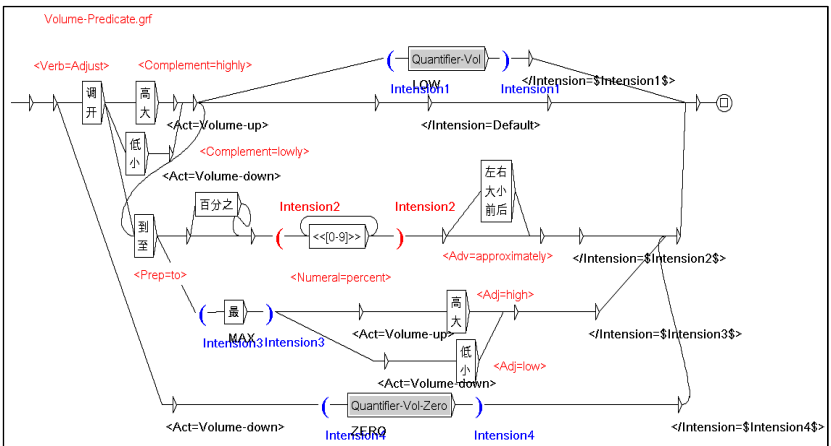 Volume-Predicate.grf
<Verb=Adjust>
<Complement=highly>
Quantifier-Vol
LOW
</Intension=$Intension1$>
Intension1
Intension1
调
开
高
大
<Act=Volume-up>
</Intension=Default>
低
小
<Complement=lowly>
<Act=Volume-down>
百分之
Intension2
Intension2
左右
大小
前后
到
至
<<[0-9]>>
<Prep=to>
<Numeral=percent>
<Adv=approximately>
</Intension=$Intension2$>
最
MAX
Intension3
Intension3
高
大
<Adj=high>
<Act=Volume-up>
</Intension=$Intension3$>
低
小
<Adj=low>
<Act=Volume-down>
Quantifier-Vol-Zero
ZERO
<Act=Volume-down>
Intension4
Intension4
</Intension=$Intension4$>